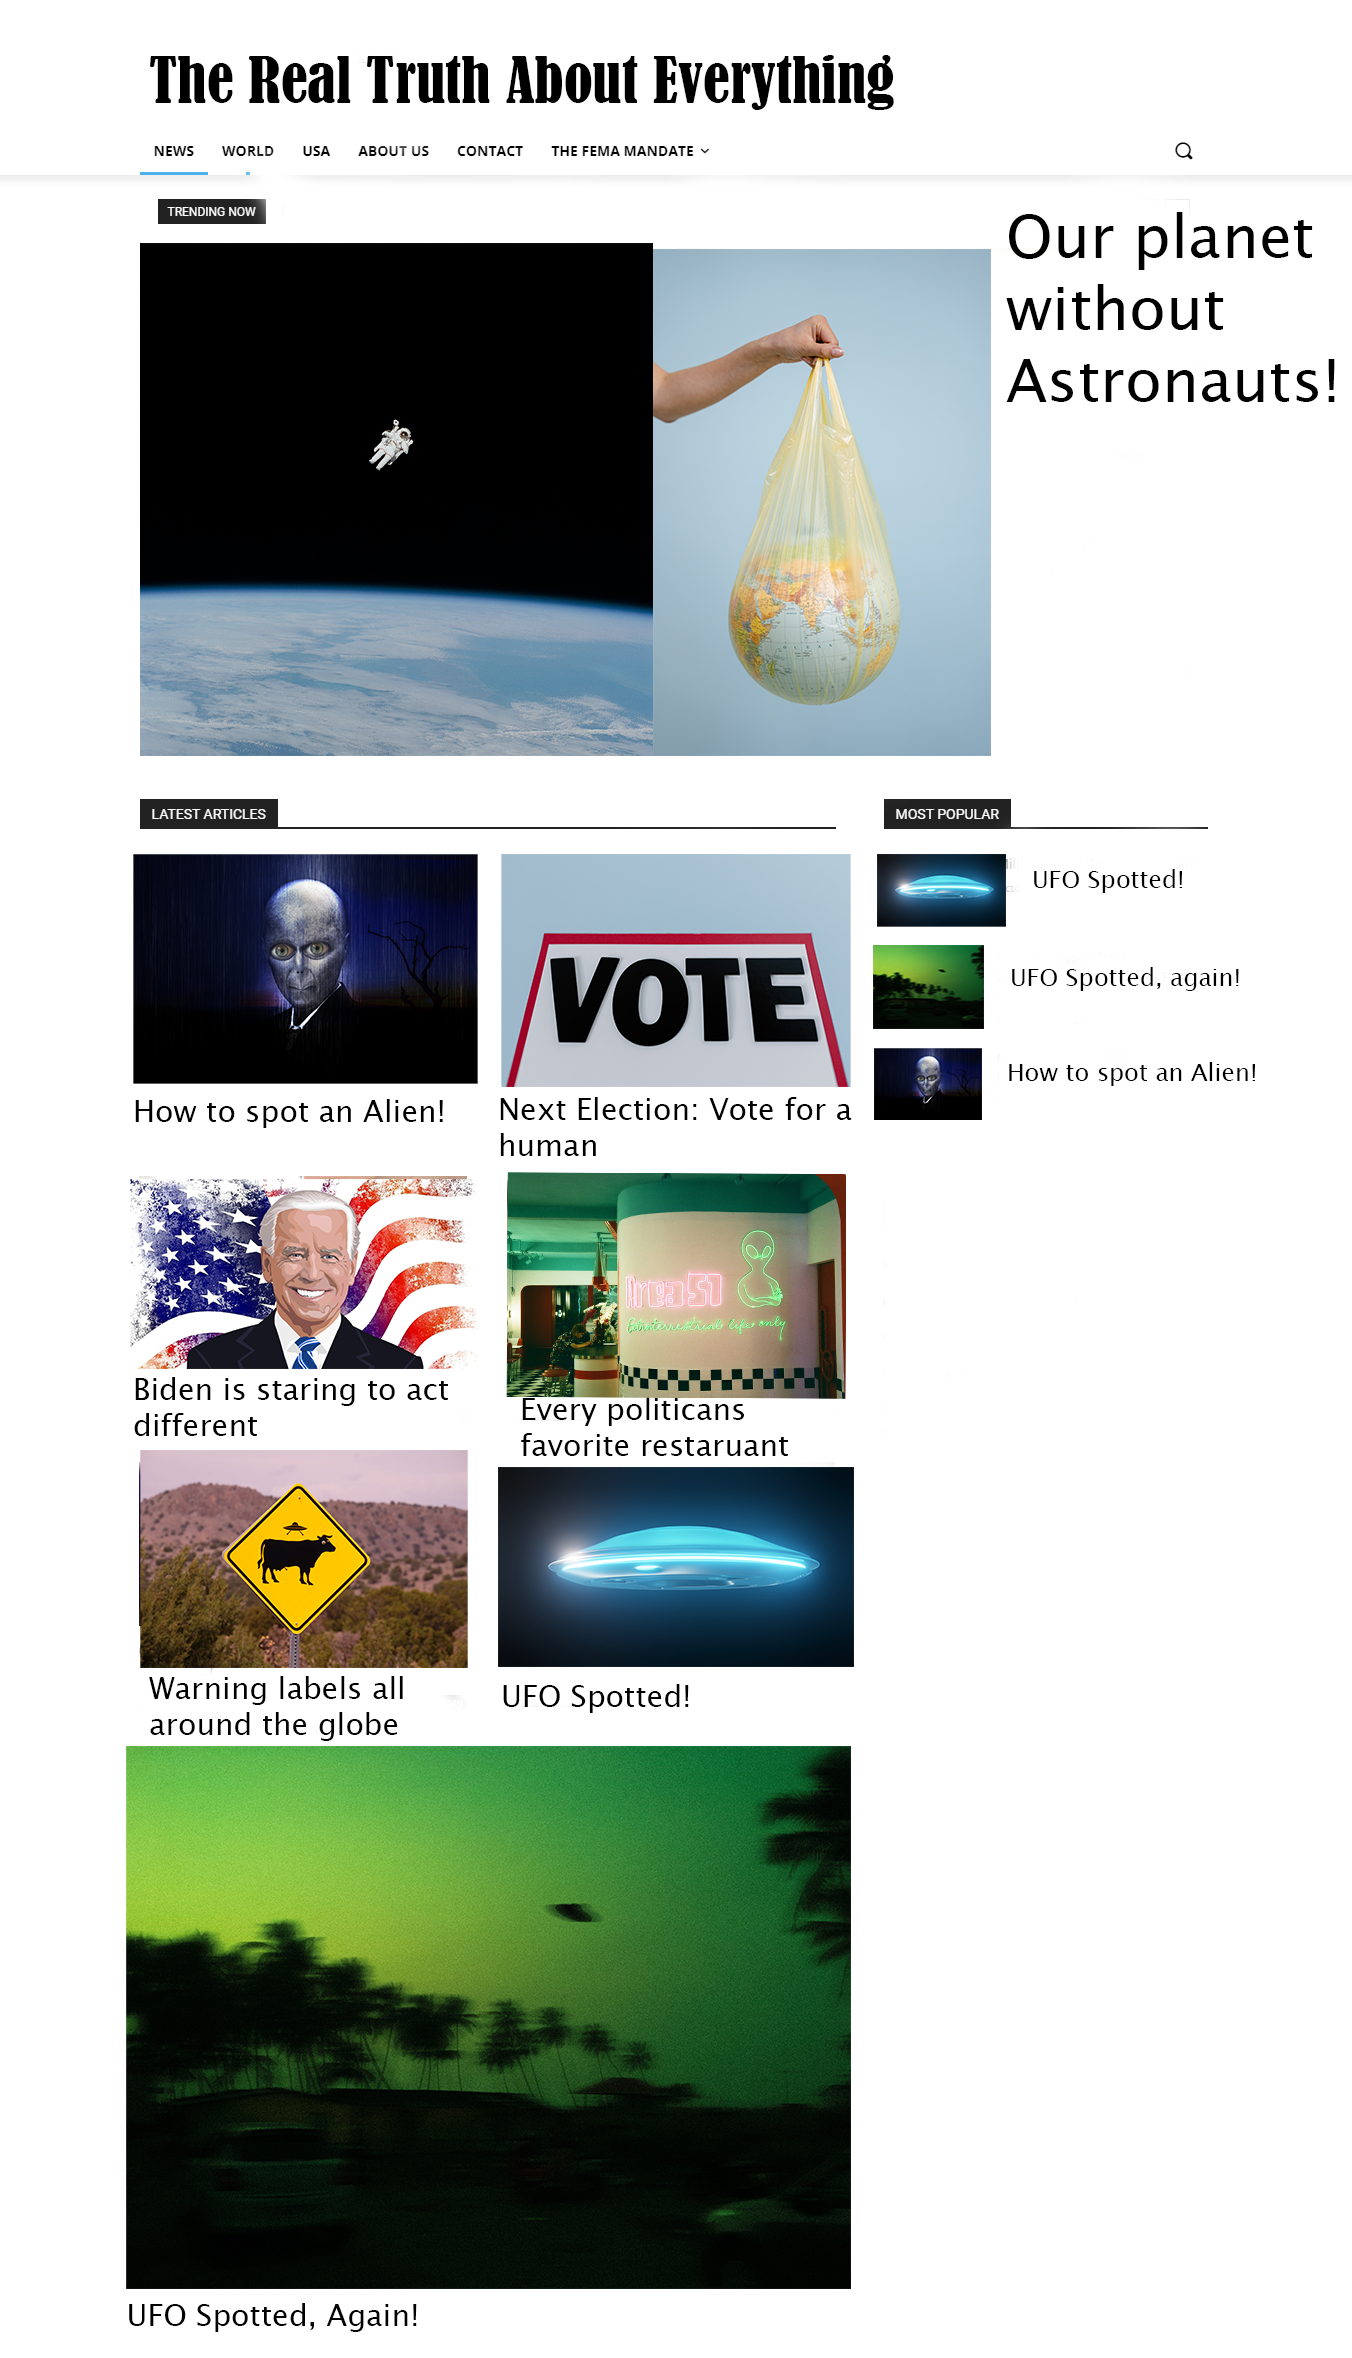 The Real Truth About Everything
NEWS WORLD USA ABOUT US CONTACT THE FEMA MANDATE
TRENDING NOW
Our planet
without
Astronauts!
LATEST ARTICLES
VOTE
How to spot an Alien!
Next Election: Vote for a
human
Area 51
only
Biden is staring to act
different
Every politicans
favorite restaruant
Warning labels all
around the globe
UFO Spotted!
UFO Spotted, Again!
MOST POPULAR
UFO Spotted!
UFO Spotted, again!
How to spot an Alien!